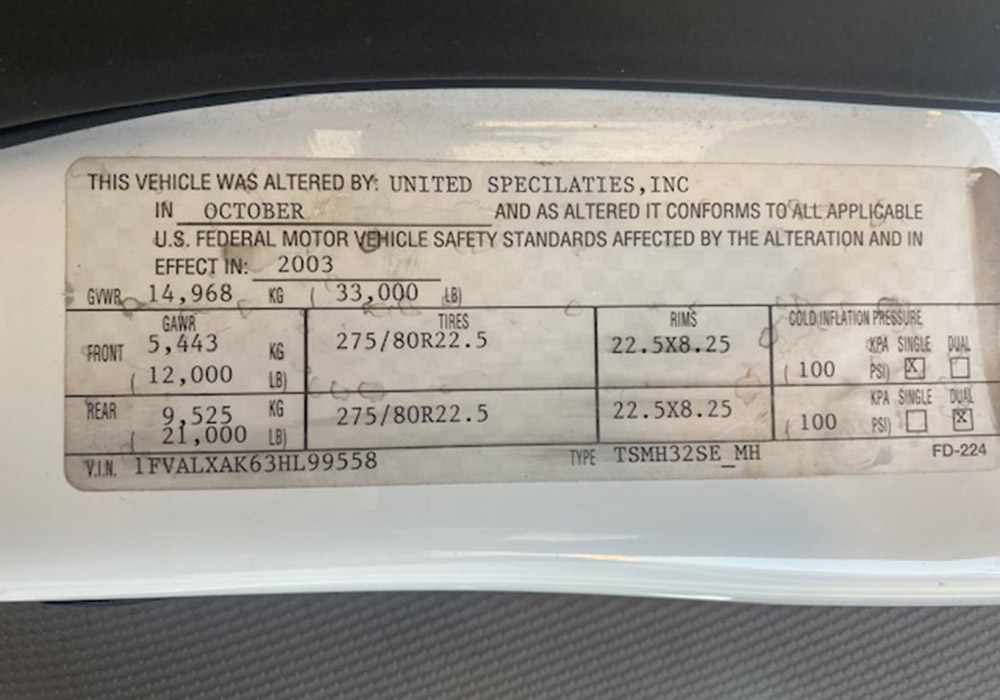 THIS VEHICLE WAS ALTERED BY: UNITED SPECILATIES,INC
IN OCTOBER AND AS ALTERED IT CONFORMS TO ALL APPLICABLE
U.S. FEDERAL MOTOR VEHICLE SAFETY STANDARDS AFFECTED BY THE ALTERATION AND IN
EFFECT IN: 2003
GVWR 14,968 KG ( 33,000 LB)
GAWR TIRES RIMS COLD INFLATION PRESSURE
FRONT 5,443 KG 275/80R22.5 22.5X8.25 KPA SINGLE DUAL
( 12,000 LB) ( 100 PSI) X
REAR 9,525 KG 275/80R22.5 22.5X8.25 KPA SINGLE DUAL
( 21,000 LB) ( 100 PSI) X
V.I.N. 1FVALXAK63HL99558 TYPE TSMH32SE_MH FD-224